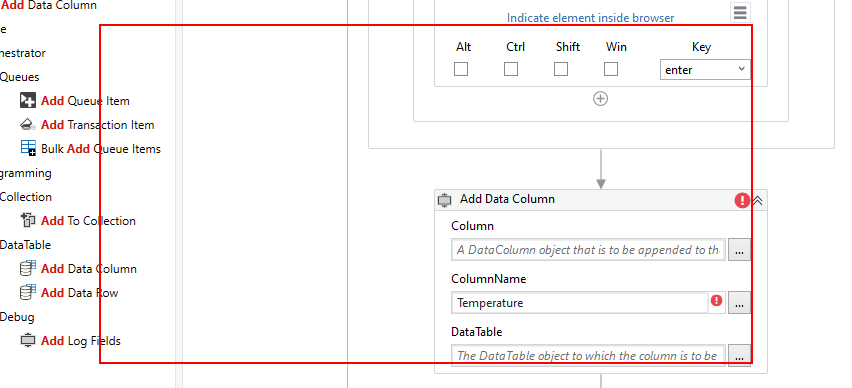 Add Data Column
hestrator
Queues
Add Queue Item
Add Transaction Item
Bulk Add Queue Items
gramming
Collection
Add To Collection
DataTable
Add Data Column
Add Data Row
Debug
Add Log Fields
Indicate element inside browser
Alt Ctrl Shift Win Key
enter
Add Data Column
Column
A DataColumn object that is to be appended to th
...
ColumnName
Temperature
...
DataTable
The DataTable object to which the column is to be
...